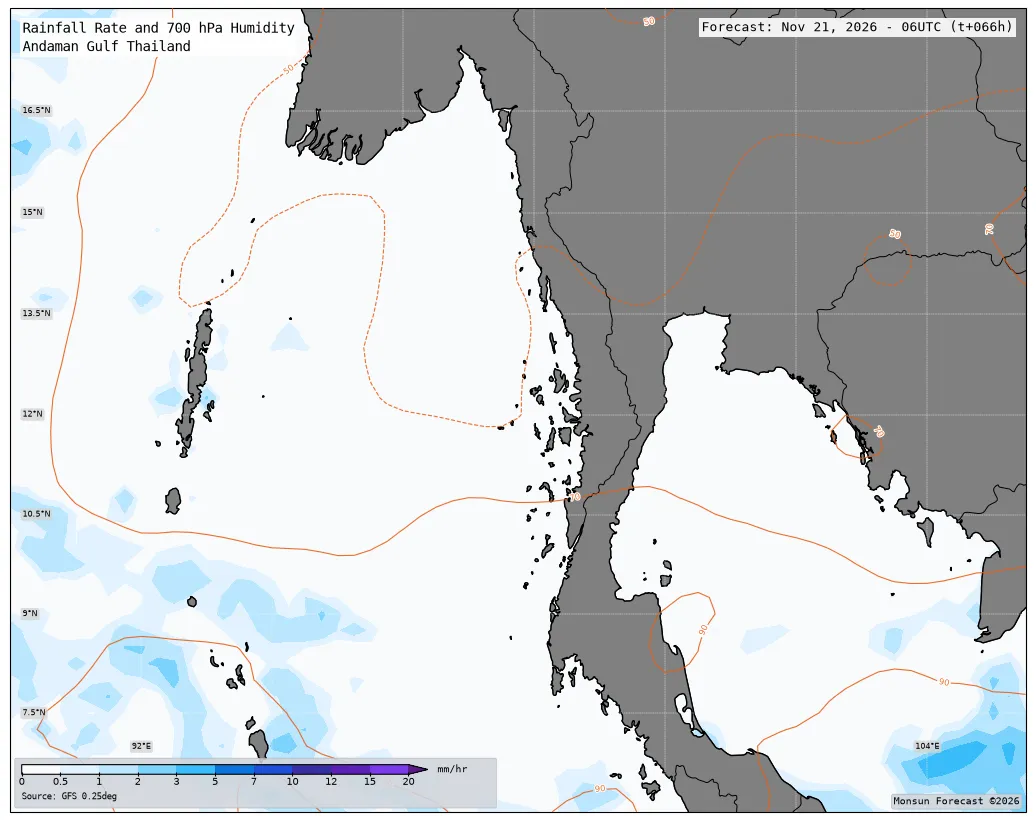 Rainfall Rate and 700 hPa Humidity
Andaman Gulf Thailand
Forecast: Nov 21, 2026 - 06UTC (t+066h)
50
50
16.5°N
15°N
70
50
13.5°N
12°N
70
70
10.5°N
9°N
90
90
7.5°N
92°E
104°E
90
mm/hr
0 0.5 1 2 3 5 7 10 12 15 20
Source: GFS 0.25deg
Monsun Forecast ©2026